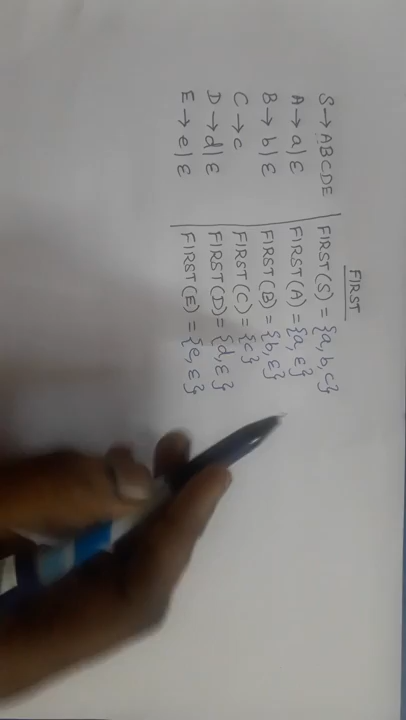 FIRST
S → ABCDE FIRST(S) = {a, b, c}
A → a|ε FIRST(A) = {a, ε}
B → b|ε FIRST(B) = {b, ε}
C → c FIRST(C) = {c}
D → d|ε FIRST(D) = {d, ε}
E → e|ε FIRST(E) = {e, ε}